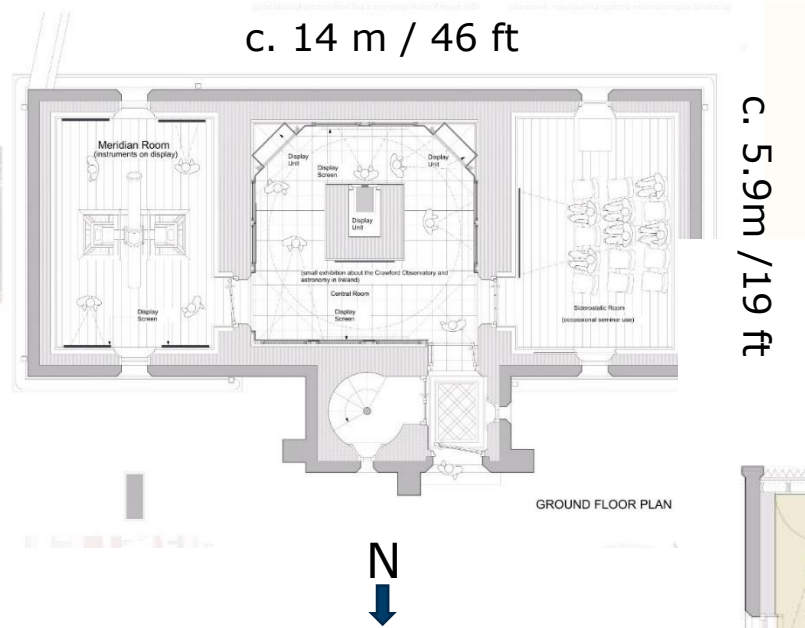 c. 14 m / 46 ft
c. 5.9m /19 ft
Meridian Room
(instruments on display)
Display
Unit
Display
Screen
Display
Unit
Display
Unit
(small exhibition about the Crawford Observatory and
astronomy in Ireland)
Central Room
Display
Screen
Display
Screen
Siderostatic Room
(occasional seminar use)
GROUND FLOOR PLAN
N